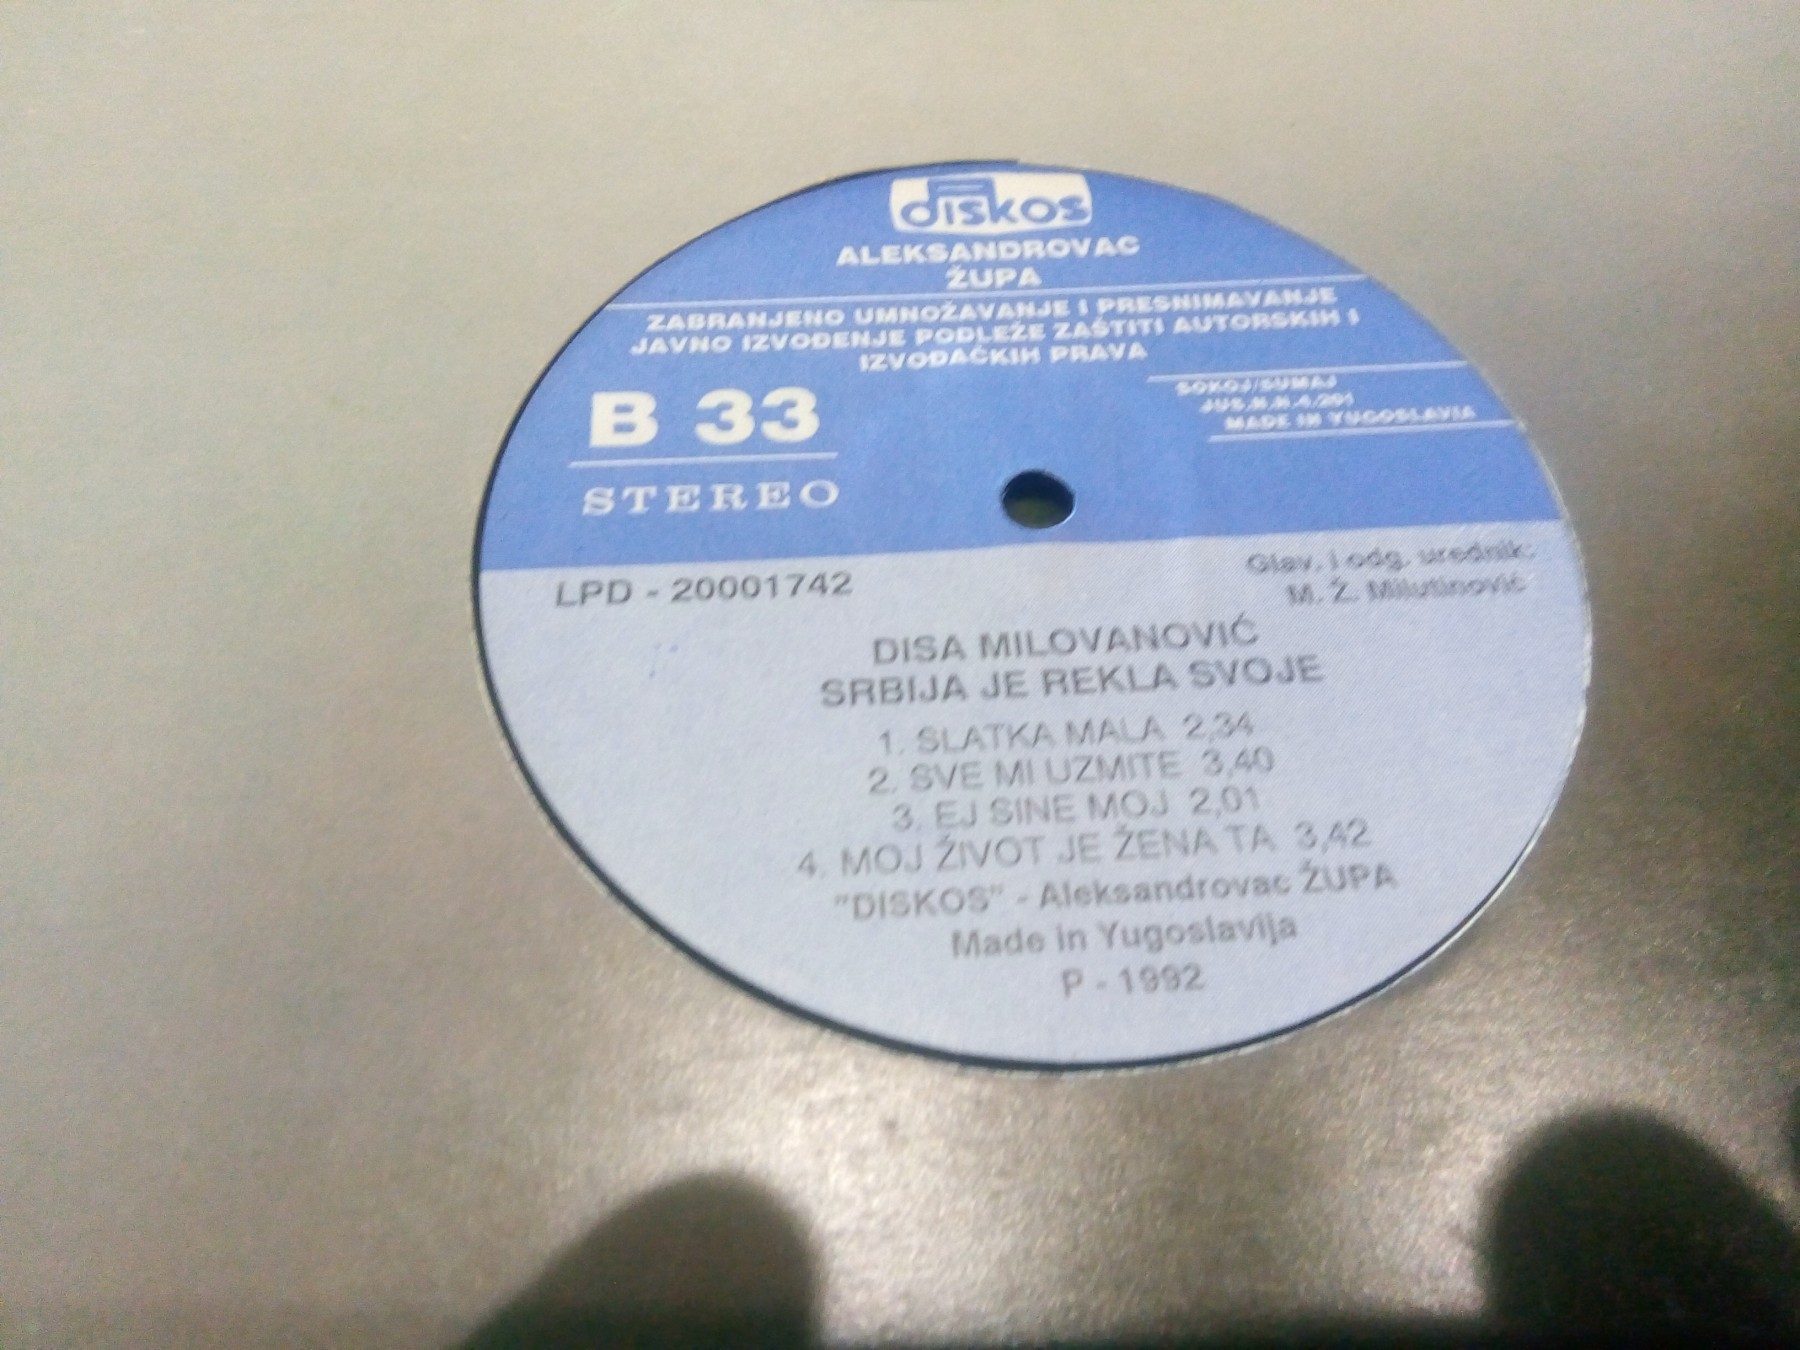 diskos
ALEKSANDROVAC
ŽUPA
ZABRANJENO UMNOŽAVANJE I PRESNIMAVANJE
JAVNO IZVOĐENJE PODLEŽE ZAŠTITI AUTORSKIH I
IZVOĐAČKIH PRAVA
SOKOJ/SUMAJ
JUS.N.N.4.201
MADE IN YUGOSLAVIA
B 33
STEREO
LPD - 20001742
Glav. i odg. urednik:
M. Ž. Milutinović
DISA MILOVANOVIĆ
SRBIJA JE REKLA SVOJE
1. SLATKA MALA 2,34
2. SVE MI UZMITE 3,40
3. EJ SINE MOJ 2,01
4. MOJ ŽIVOT JE ŽENA TA 3,42
"DISKOS" - Aleksandrovac ŽUPA
Made in Yugoslavija
P - 1992